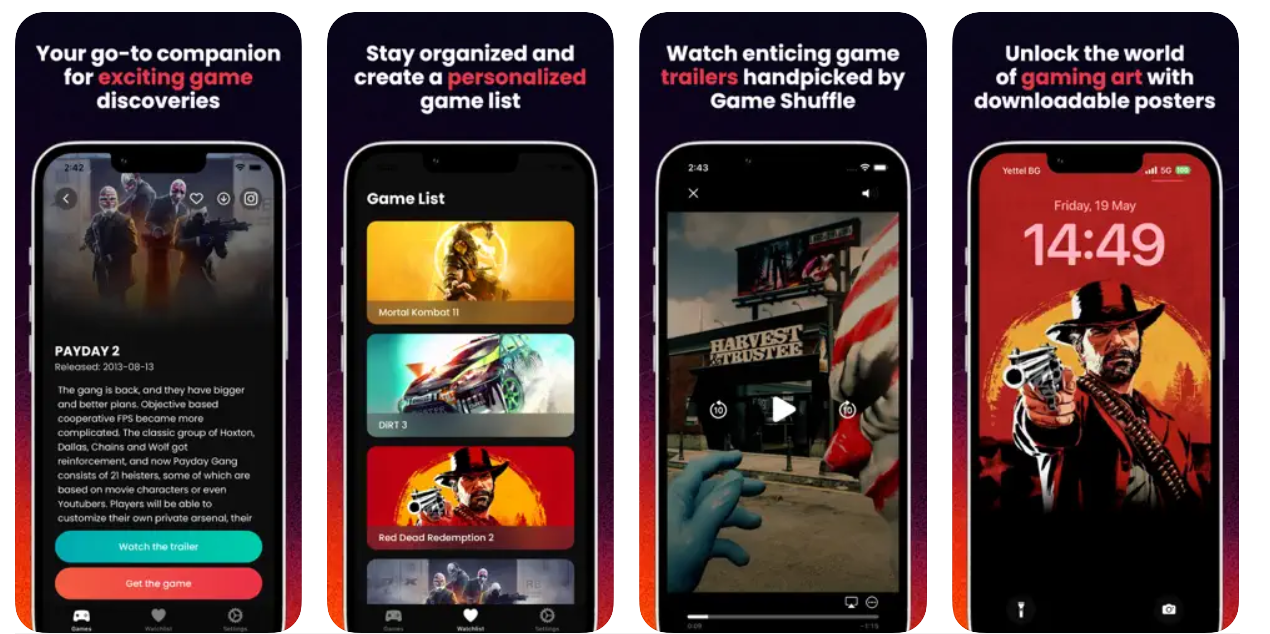 Your go-to companion
for exciting game
discoveries
2:42
PAYDAY 2
Released: 2013-08-13
The gang is back, and they have bigger
and better plans. Objective based
cooperative FPS became more
complicated. The classic group of Hoxton,
Dallas, Chains and Wolf got
reinforcement, and now Payday Gang
consists of 21 heisters, some of which are
based on movie characters or even
Youtubers. Players will be able to
customize their own private arsenal, their
Watch the trailer
Get the game
Games
Watchlist
Settings
Stay organized and
create a personalized
game list
Game List
Mortal Kombat 11
DiRT 3
Red Dead Redemption 2
RE
Games
Watchlist
Settings
Watch enticing game
trailers handpicked by
Game Shuffle
2:43
HARVEST
&TRUSTEE
10
10
0:09
-1:15
Unlock the world
of gaming art with
downloadable posters
Yettel BG
5G
100
Friday, 19 May
14:49